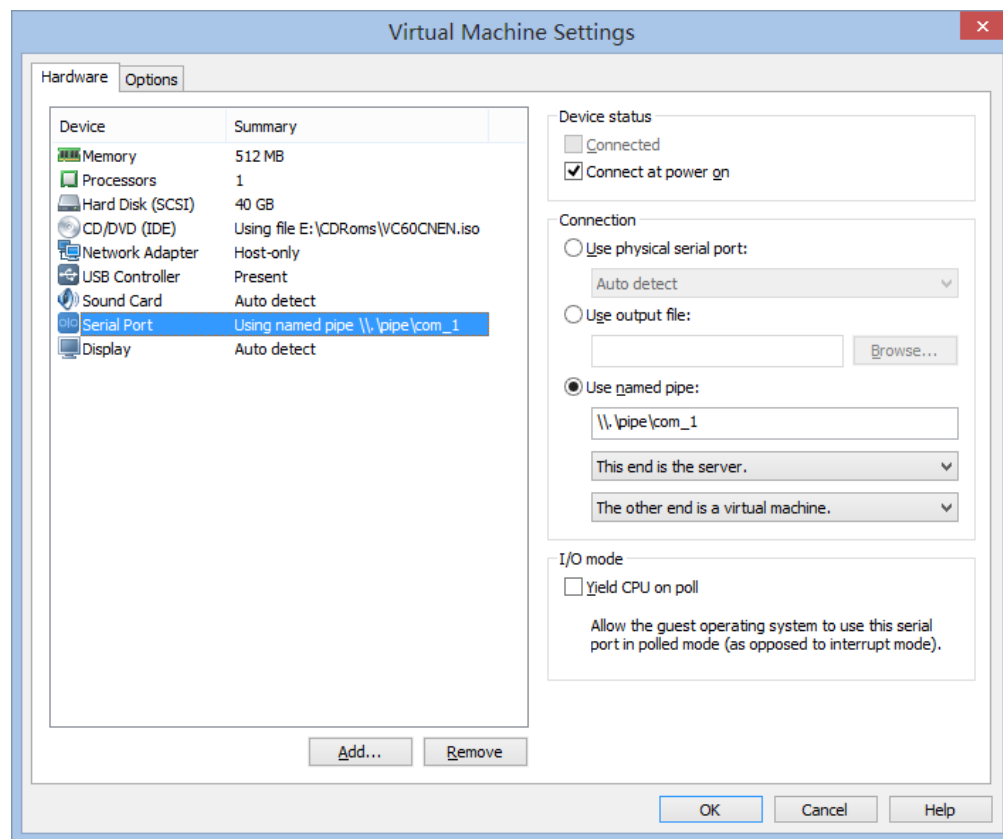 Virtual Machine Settings
Hardware Options
Device Summary
Memory 512 MB
Processors 1
Hard Disk (SCSI) 40 GB
CD/DVD (IDE) Using file E:\CDRoms\VC60CNEN.iso
Network Adapter Host-only
USB Controller Present
Sound Card Auto detect
Serial Port Using named pipe \\.\pipe\com_1
Display Auto detect
Add... Remove
Device status
Connected
Connect at power on
Connection
Use physical serial port:
Auto detect
Use output file:
Browse...
Use named pipe:
\\.\pipe\com_1
This end is the server.
The other end is a virtual machine.
I/O mode
Yield CPU on poll
Allow the guest operating system to use this serial
port in polled mode (as opposed to interrupt mode).
OK Cancel Help